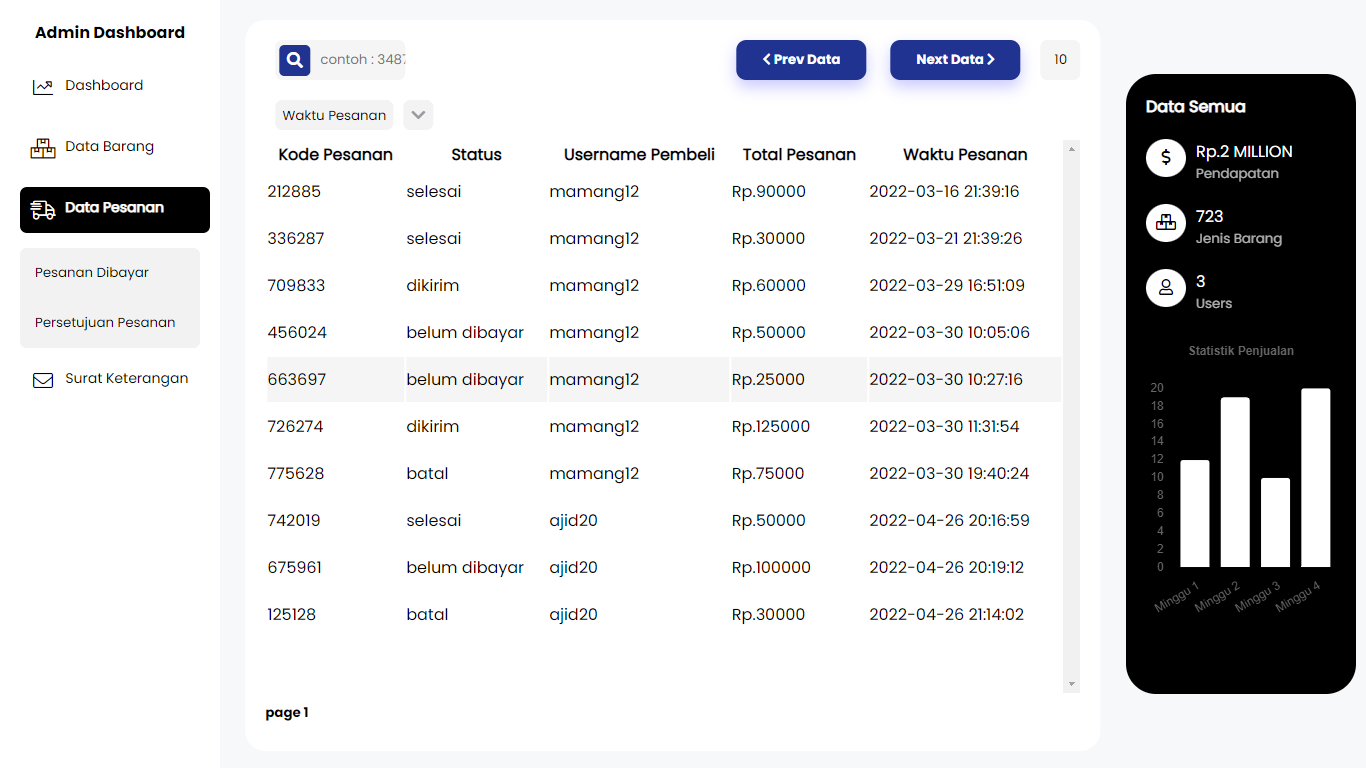 Admin Dashboard
Dashboard
Data Barang
Data Pesanan
Pesanan Dibayar
Persetujuan Pesanan
Surat Keterangan
contoh : 3487
Prev Data
Next Data
10
Waktu Pesanan
Kode Pesanan Status Username Pembeli Total Pesanan Waktu Pesanan
212885 selesai mamang12 Rp.90000 2022-03-16 21:39:16
336287 selesai mamang12 Rp.30000 2022-03-21 21:39:26
709833 dikirim mamang12 Rp.60000 2022-03-29 16:51:09
456024 belum dibayar mamang12 Rp.50000 2022-03-30 10:05:06
663697 belum dibayar mamang12 Rp.25000 2022-03-30 10:27:16
726274 dikirim mamang12 Rp.125000 2022-03-30 11:31:54
775628 batal mamang12 Rp.75000 2022-03-30 19:40:24
742019 selesai ajid20 Rp.50000 2022-04-26 20:16:59
675961 belum dibayar ajid20 Rp.100000 2022-04-26 20:19:12
125128 batal ajid20 Rp.30000 2022-04-26 21:14:02
page 1
Data Semua
$
Rp.2 MILLION
Pendapatan
723
Jenis Barang
3
Users
Statistik Penjualan
20
18
16
14
12
10
8
6
4
2
0
Minggu 1 Minggu 2 Minggu 3 Minggu 4